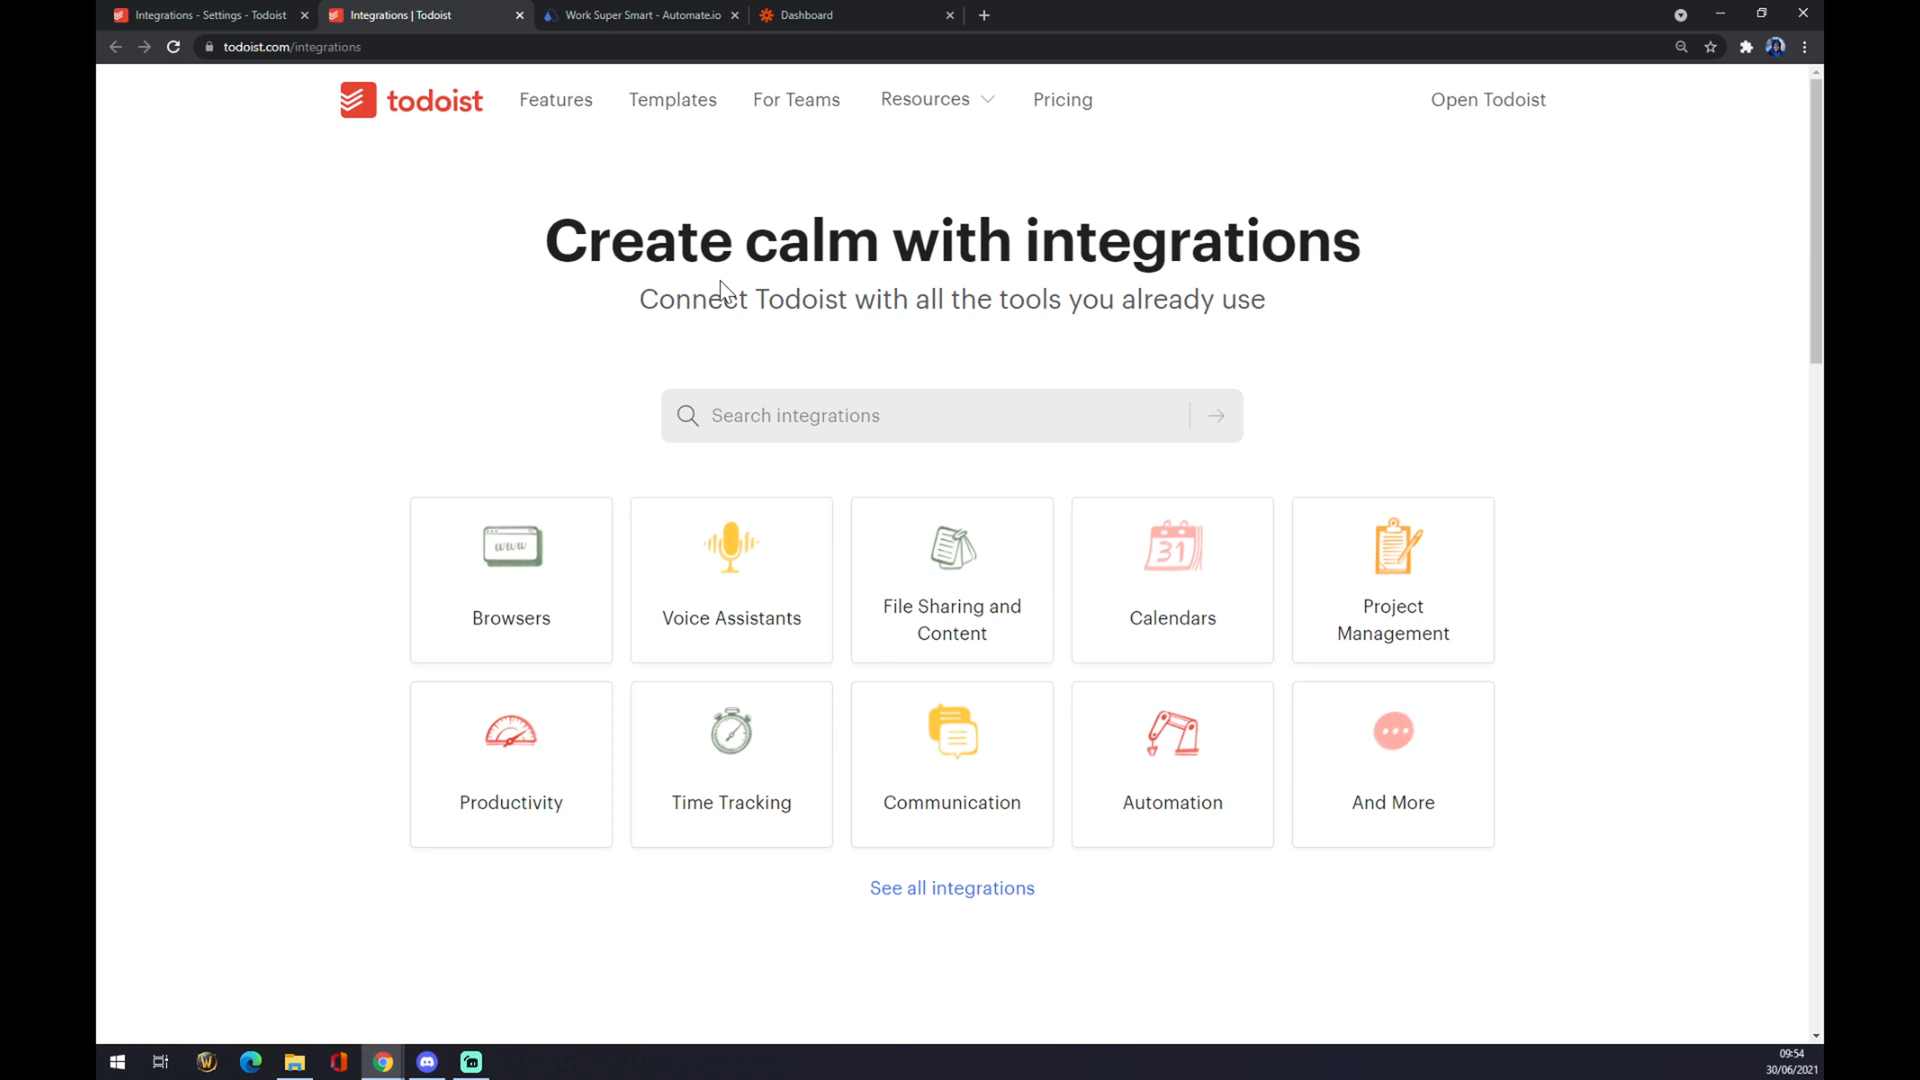 Integrations - Settings - Todoist
Integrations | Todoist
Work Super Smart - Automate.io
Dashboard
todoist.com/integrations
todoist
Features
Templates
For Teams
Resources
Pricing
Open Todoist
Create calm with integrations
Connect Todoist with all the tools you already use
Search integrations
www
31
Browsers
Voice Assistants
File Sharing and
Content
Calendars
Project
Management
Productivity
Time Tracking
Communication
Automation
And More
See all integrations
W
09:54
30/06/2021